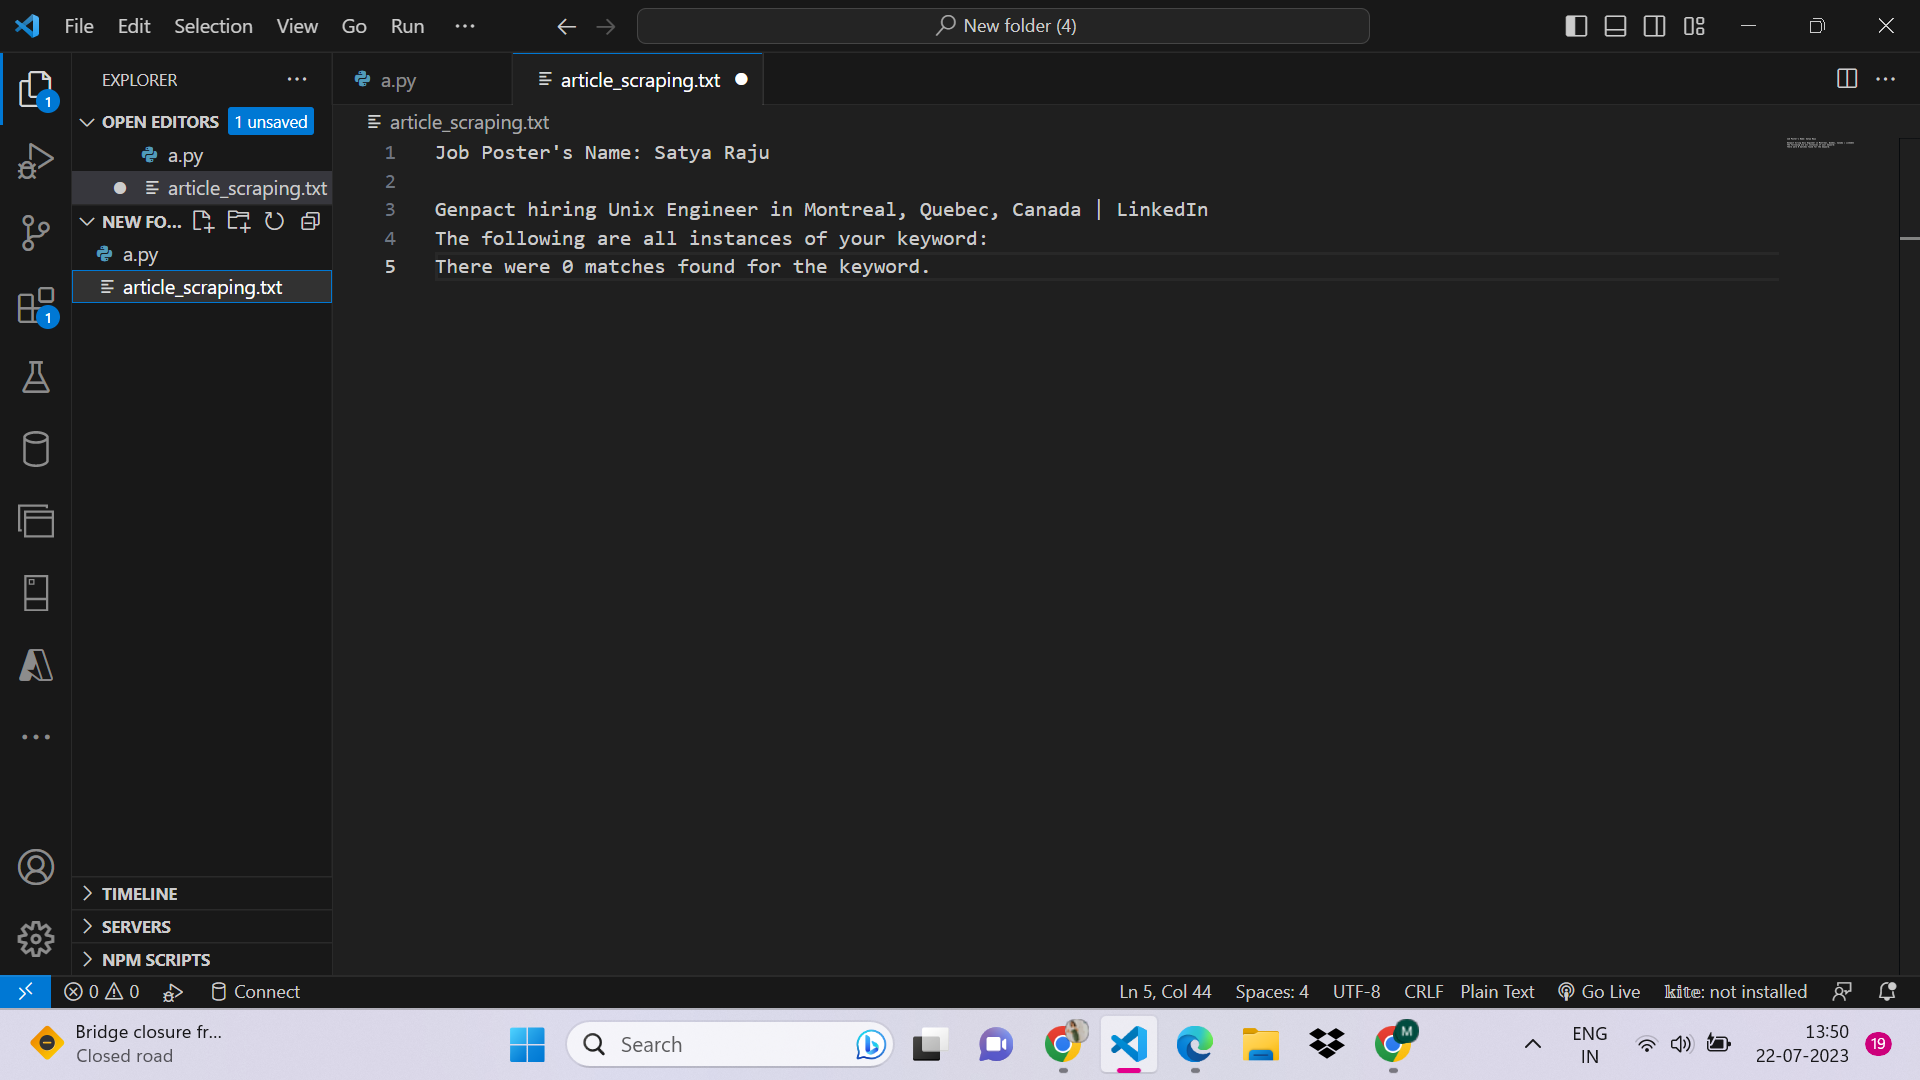 File Edit Selection View Go Run ···
New folder (4)
EXPLORER
OPEN EDITORS 1 unsaved
a.py
article_scraping.txt
NEW FO...
a.py
article_scraping.txt
TIMELINE
SERVERS
NPM SCRIPTS
1
1
a.py
article_scraping.txt
article_scraping.txt
1 Job Poster's Name: Satya Raju
2
3 Genpact hiring Unix Engineer in Montreal, Quebec, Canada | LinkedIn
4 The following are all instances of your keyword:
5 There were 0 matches found for the keyword.
0 0 Connect
Ln 5, Col 44 Spaces: 4 UTF-8 CRLF Plain Text Go Live kite: not installed
Bridge closure fr...
Closed road
Search
M
ENG
IN
13:50
22-07-2023
19